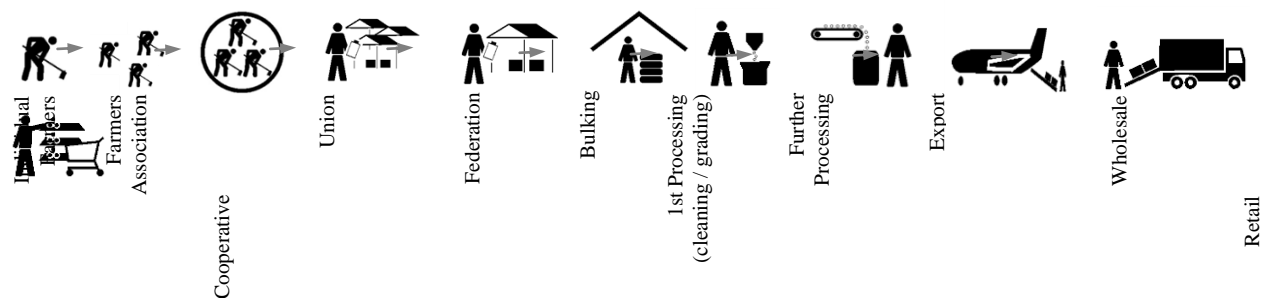 Individual
Farmers
Farmers
Association
Cooperative
Union
Federation
Bulking
1st Processing
(cleaning / grading)
Further
Processing
Export
Wholesale
Retail